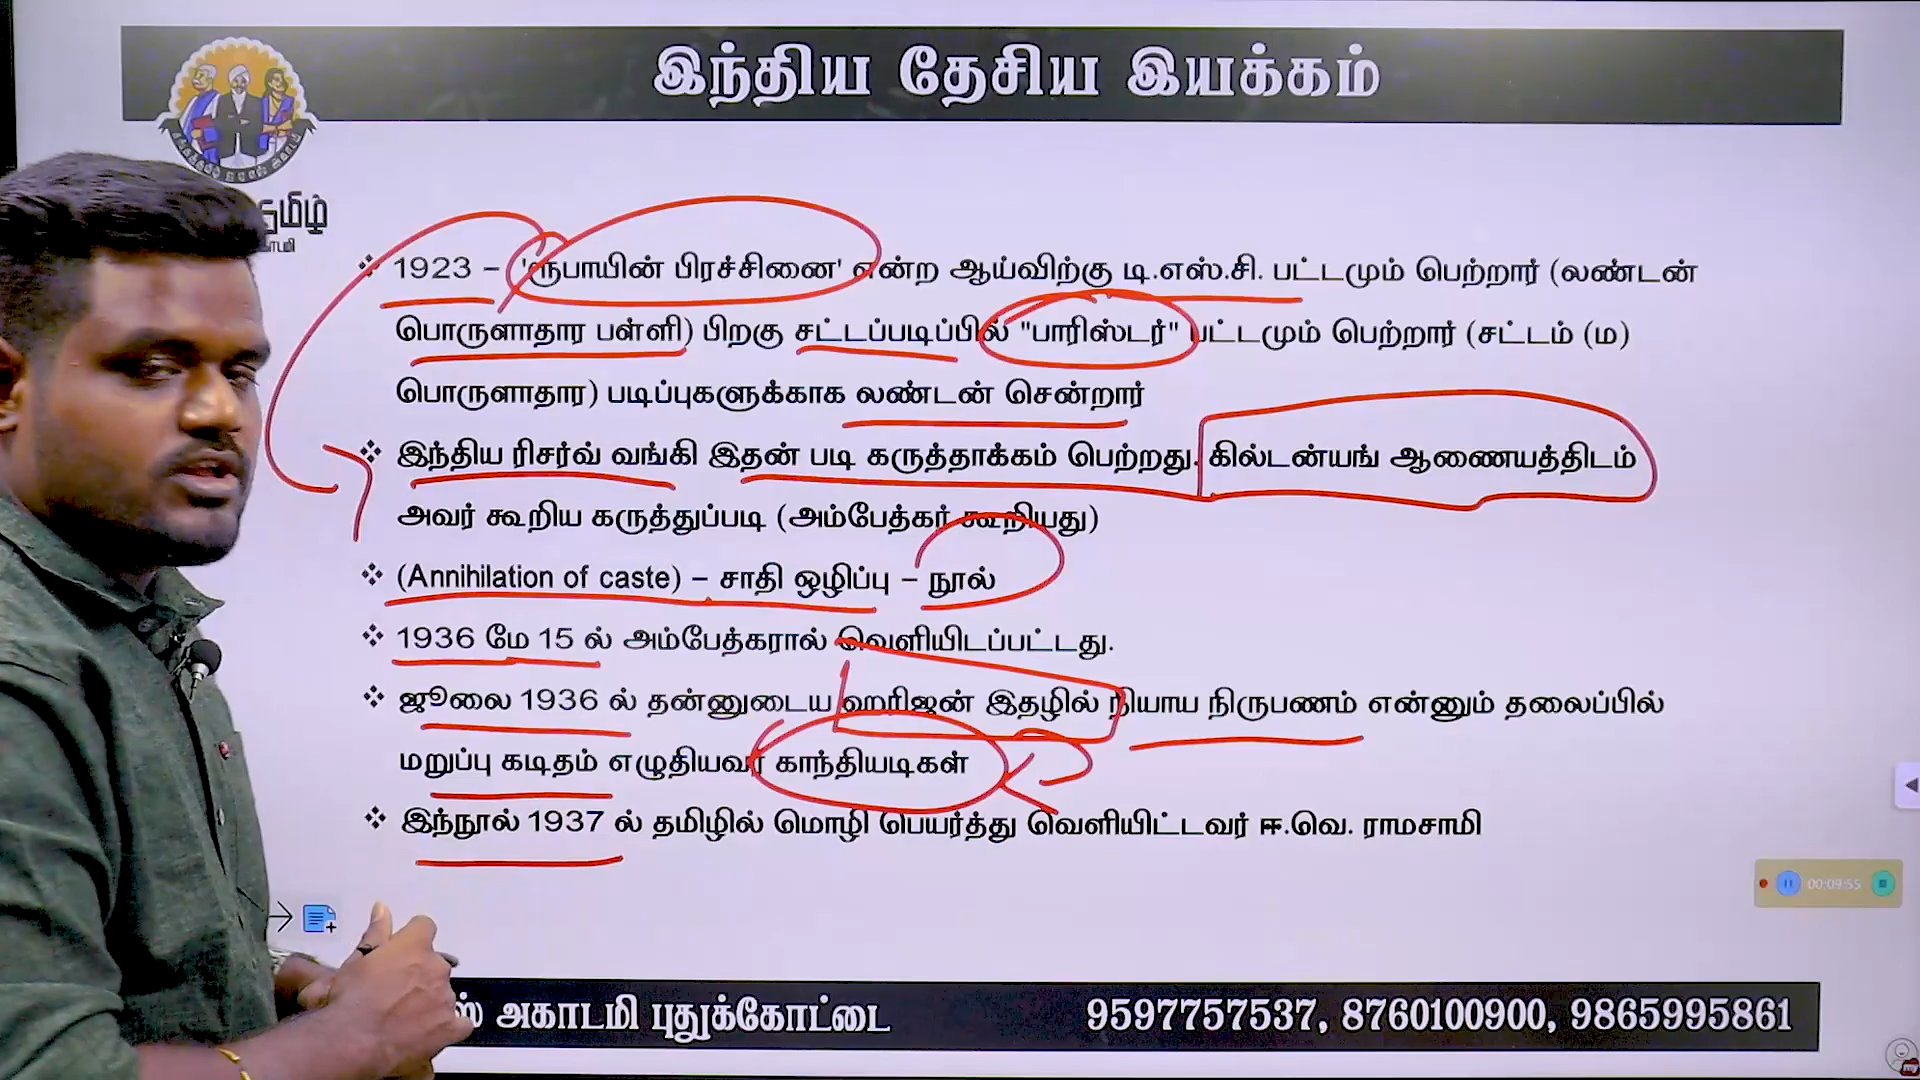 இந்திய தேசிய இயக்கம்
தமிழ்
❖ 1923 – 'ரூபாயின் பிரச்சினை' என்ற ஆய்விற்கு டி.எஸ்.சி. பட்டமும் பெற்றார் (லண்டன்
பொருளாதார பள்ளி) பிறகு சட்டப்படிப்பில் "பாரிஸ்டர்" பட்டமும் பெற்றார் (சட்டம் (ம)
பொருளாதார) படிப்புகளுக்காக லண்டன் சென்றார்
❖ இந்திய ரிசர்வ் வங்கி இதன் படி கருத்தாக்கம் பெற்றது. கில்டன்யங் ஆணையத்திடம்
அவர் கூறிய கருத்துப்படி (அம்பேத்கர் கூறியது)
❖ (Annihilation of caste) – சாதி ஒழிப்பு – நூல்
❖ 1936 மே 15 ல் அம்பேத்கரால் வெளியிடப்பட்டது.
❖ ஜூலை 1936 ல் தன்னுடைய ஹரிஜன் இதழில் நியாய நிருபணம் என்னும் தலைப்பில்
மறுப்பு கடிதம் எழுதியவர் காந்தியடிகள்
❖ இந்நூல் 1937 ல் தமிழில் மொழி பெயர்த்து வெளியிட்டவர் ஈ.வெ. ராமசாமி
00:09:55
ஸ் அகாடமி புதுக்கோட்டை 9597757537, 8760100900, 9865995861